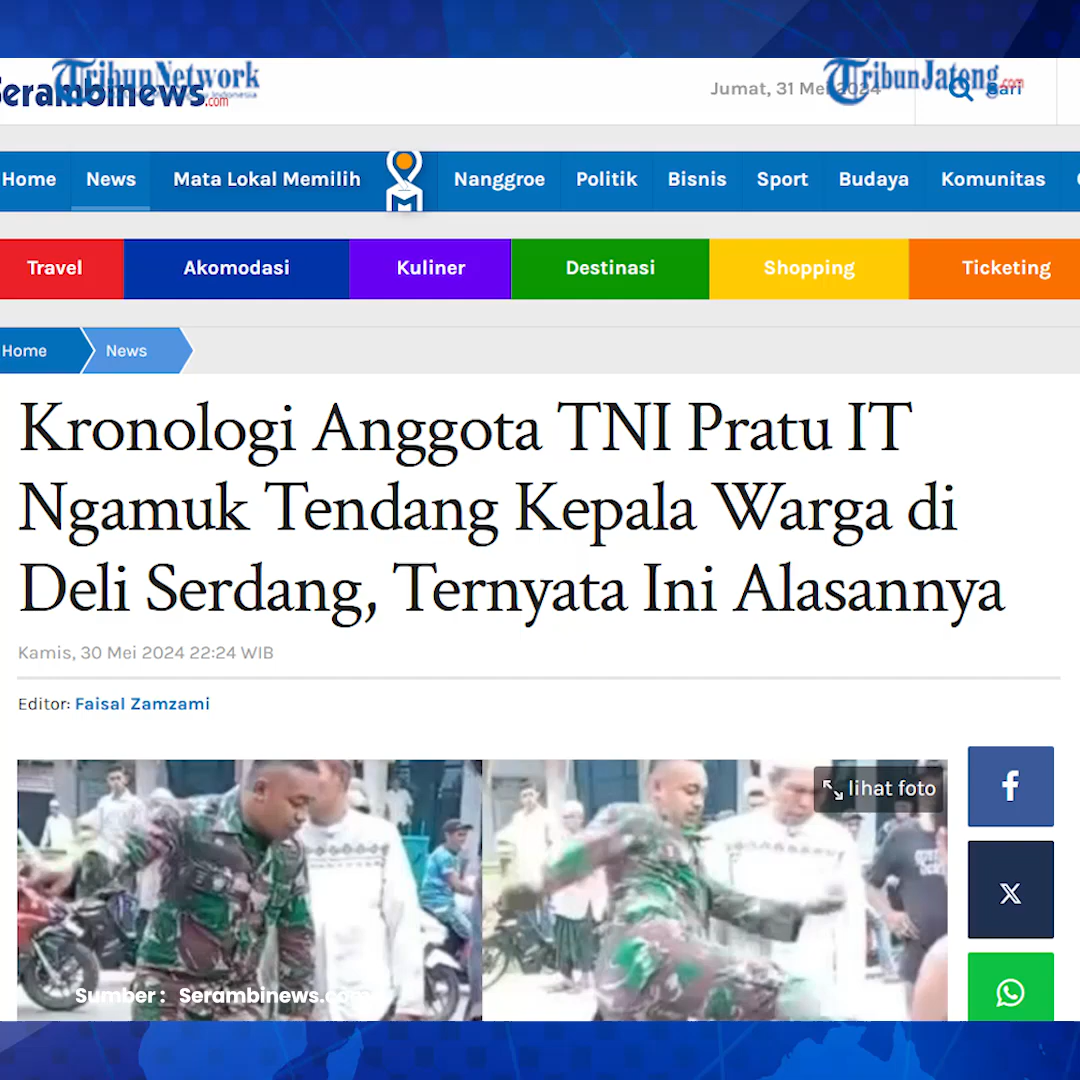 Tribun Network
Serambinews.com
Jumat, 31 Mei 2024
TribunJateng.com
Cari
Home News Mata Lokal Memilih Nanggroe Politik Bisnis Sport Budaya Komunitas
Travel Akomodasi Kuliner Destinasi Shopping Ticketing
Home News
Kronologi Anggota TNI Pratu IT
Ngamuk Tendang Kepala Warga di
Deli Serdang, Ternyata Ini Alasannya
Kamis, 30 Mei 2024 22:24 WIB
Editor: Faisal Zamzami
lihat foto
Sumber : Serambinews.com